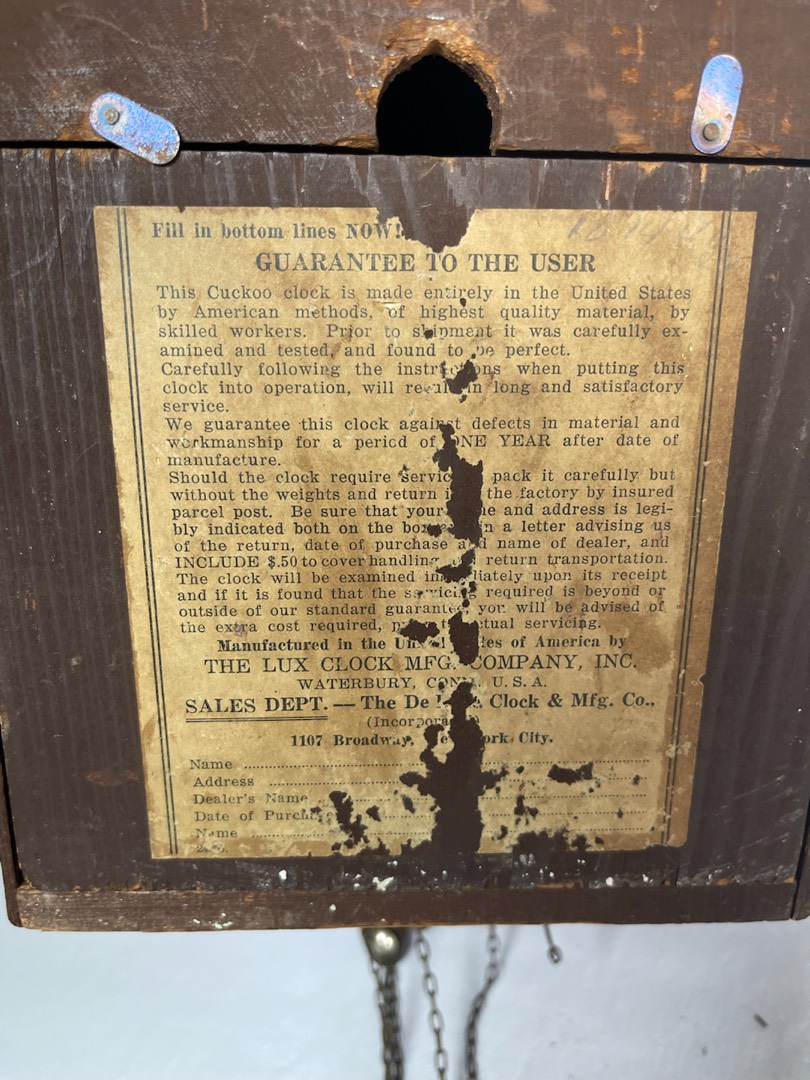 Fill in bottom lines NOW!
GUARANTEE TO THE USER
This Cuckoo clock is made entirely in the United States
by American methods, of highest quality material, by
skilled workers. Prior to shipment it was carefully ex-
amined and tested, and found to be perfect.
Carefully following the instructions when putting this
clock into operation, will result in long and satisfactory
service.
We guarantee this clock against defects in material and
workmanship for a period of ONE YEAR after date of
manufacture.
Should the clock require service pack it carefully but
without the weights and return the factory by insured
parcel post. Be sure that your and address is legi-
bly indicated both on the in a letter advising us
of the return, date of purchase and name of dealer, and
INCLUDE $.50 to cover handling return transportation.
The clock will be examined immediately upon its receipt
and if it is found that the servicing required is beyond or
outside of our standard guarantee, you will be advised of
the extra cost required, actual servicing.
Manufactured in the United States of America by
THE LUX CLOCK MFG. COMPANY, INC.
WATERBURY, CONN. U. S. A.
SALES DEPT. — The De Clock & Mfg. Co.,
(Incorporated)
1107 Broadway, New York City.
Name
Address
Dealer's Name
Date of Purchase
Name